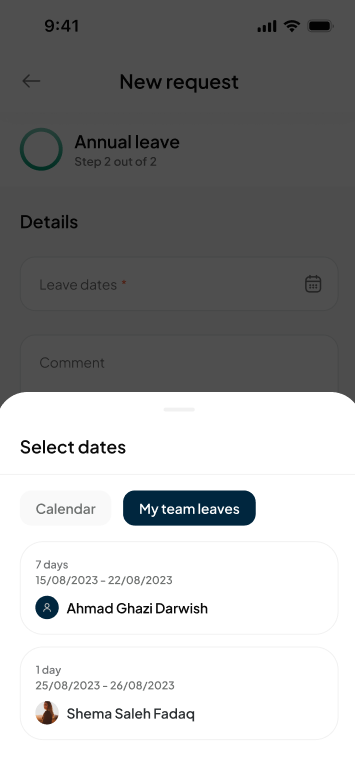 9:41
New request
Annual leave
Step 2 out of 2
Details
Leave dates *
Comment
Select dates
Calendar
My team leaves
7 days
15/08/2023 - 22/08/2023
Ahmad Ghazi Darwish
1 day
25/08/2023 - 26/08/2023
Shema Saleh Fadaq